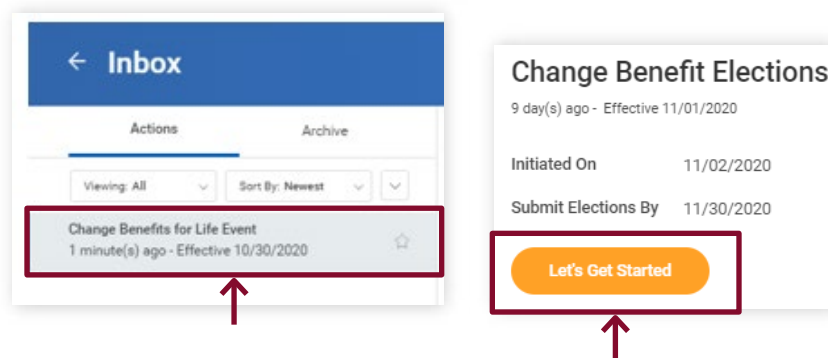 ← Inbox
Actions Archive
Viewing: All Sort By: Newest
Change Benefits for Life Event
1 minute(s) ago - Effective 10/30/2020
Change Benefit Elections
9 day(s) ago - Effective 11/01/2020
Initiated On 11/02/2020
Submit Elections By 11/30/2020
Let's Get Started